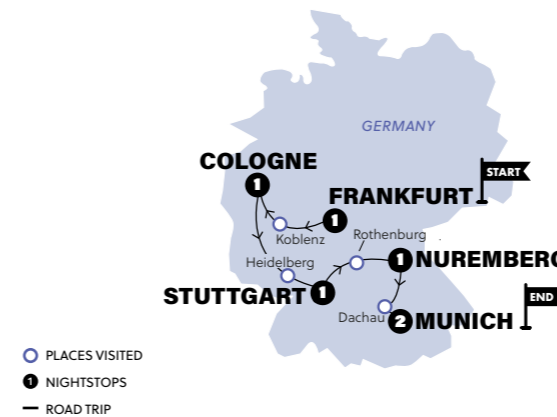 GERMANY
COLOGNE
1
START
FRANKFURT
1
Koblenz
Rothenburg
Heidelberg
1
NUREMBERG
STUTTGART
1
END
Dachau
2
MUNICH
PLACES VISITED
1 NIGHTSTOPS
ROAD TRIP